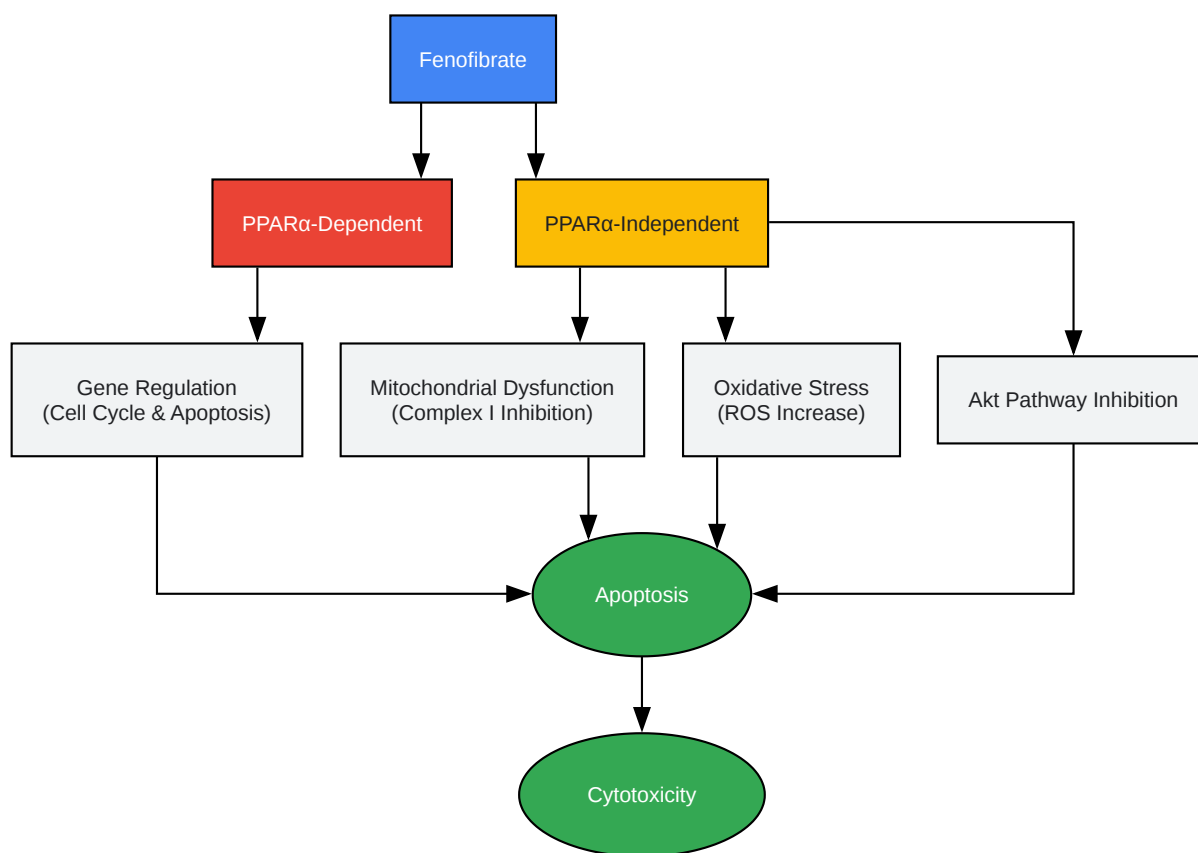 Fenofibrate
PPARα-Dependent
PPARα-Independent
Gene Regulation
(Cell Cycle & Apoptosis)
Mitochondrial Dysfunction
(Complex I Inhibition)
Oxidative Stress
(ROS Increase)
Akt Pathway Inhibition
Apoptosis
Cytotoxicity